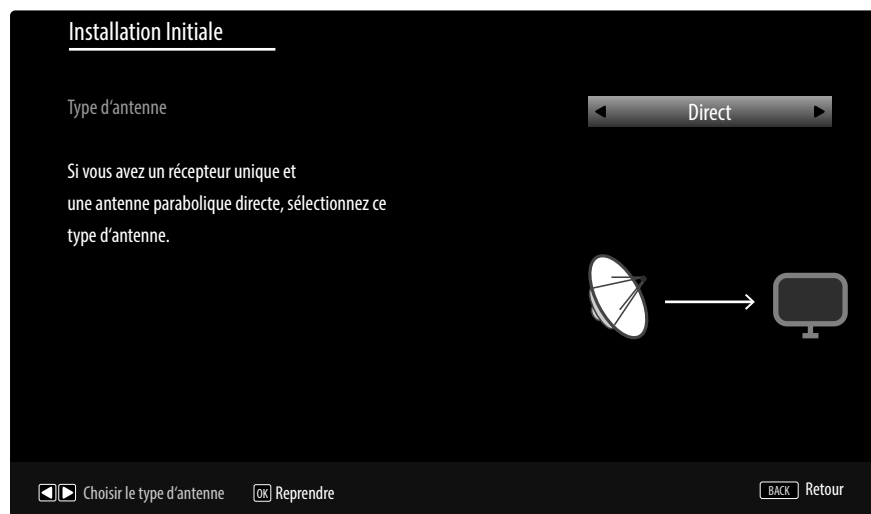 Installation Initiale
Type d‘antenne
Direct
Si vous avez un récepteur unique et
une antenne parabolique directe, sélectionnez ce
type d‘antenne.
Choisir le type d‘antenne OK Reprendre BACK Retour